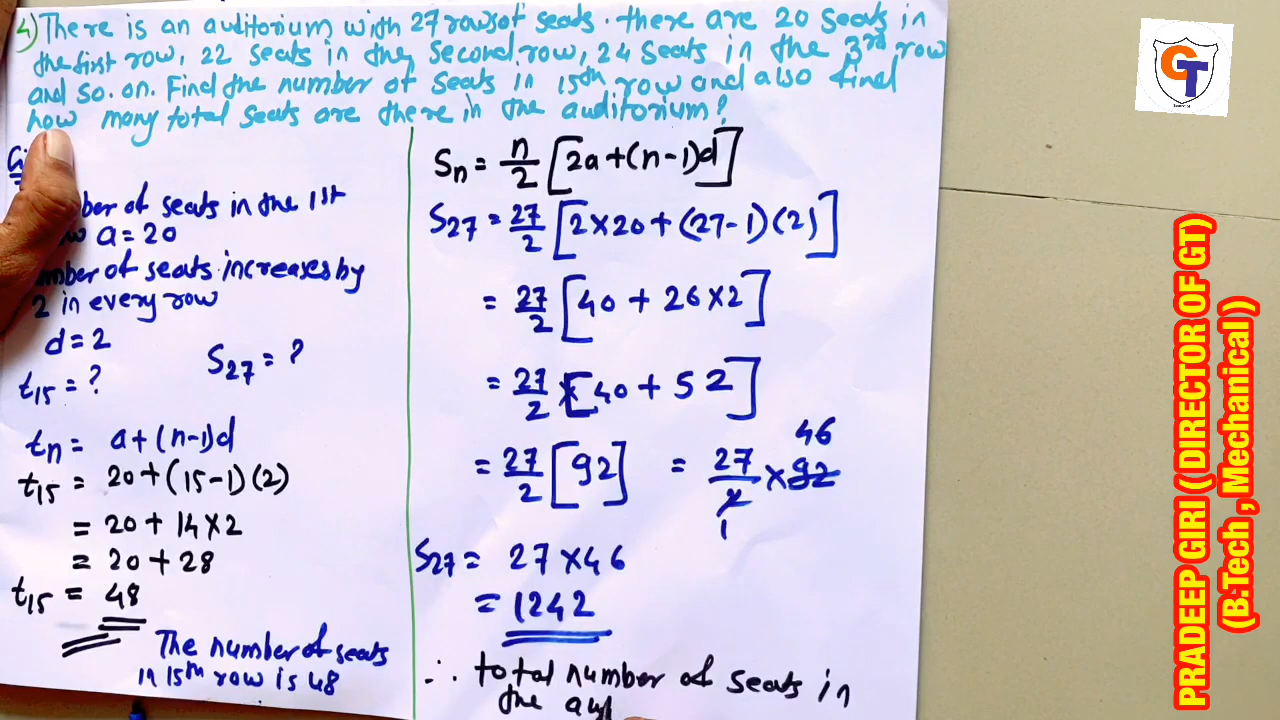 4) There is an auditorium with 27 rows of seats. there are 20 seats in
the first row, 22 seats in the second row, 24 seats in the 3rd row
and so. on. Find the number of seats in 15th row and also find
how many total seats are there in the auditorium?
ber of seats in the 1st
a = 20
mber of seats increases by
2 in every row
d = 2
t15 = ?
S27 = ?
tn = a + (n-1)d
t15 = 20 + (15-1)(2)
= 20 + 14 × 2
= 20 + 28
t15 = 48
The number of seats
in 15th row is 48
Sn = n/2 [2a + (n-1)d]
S27 = 27/2 [2×20 + (27-1)(2)]
= 27/2 [40 + 26×2]
= 27/2 × [40 + 52]
= 27/2 [92] = 27/2 × 92
46
1
S27 = 27 × 46
= 1242
∴ total number of seats in
the au
GT
PRADEEP GIRI ( DIRECTOR OF GT)
(B.Tech , Mechanical )